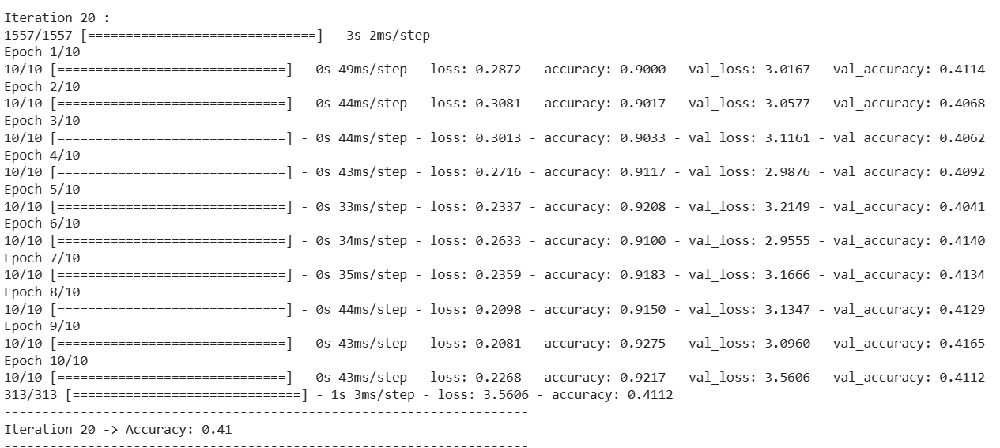 Iteration 20 :
1557/1557 [==============================] - 3s 2ms/step
Epoch 1/10
10/10 [==============================] - 0s 49ms/step - loss: 0.2872 - accuracy: 0.9000 - val_loss: 3.0167 - val_accuracy: 0.4114
Epoch 2/10
10/10 [==============================] - 0s 44ms/step - loss: 0.3081 - accuracy: 0.9017 - val_loss: 3.0577 - val_accuracy: 0.4068
Epoch 3/10
10/10 [==============================] - 0s 44ms/step - loss: 0.3013 - accuracy: 0.9033 - val_loss: 3.1161 - val_accuracy: 0.4062
Epoch 4/10
10/10 [==============================] - 0s 43ms/step - loss: 0.2716 - accuracy: 0.9117 - val_loss: 2.9876 - val_accuracy: 0.4092
Epoch 5/10
10/10 [==============================] - 0s 33ms/step - loss: 0.2337 - accuracy: 0.9208 - val_loss: 3.2149 - val_accuracy: 0.4041
Epoch 6/10
10/10 [==============================] - 0s 34ms/step - loss: 0.2633 - accuracy: 0.9100 - val_loss: 2.9555 - val_accuracy: 0.4140
Epoch 7/10
10/10 [==============================] - 0s 35ms/step - loss: 0.2359 - accuracy: 0.9183 - val_loss: 3.1666 - val_accuracy: 0.4134
Epoch 8/10
10/10 [==============================] - 0s 44ms/step - loss: 0.2098 - accuracy: 0.9150 - val_loss: 3.1347 - val_accuracy: 0.4129
Epoch 9/10
10/10 [==============================] - 0s 43ms/step - loss: 0.2081 - accuracy: 0.9275 - val_loss: 3.0960 - val_accuracy: 0.4165
Epoch 10/10
10/10 [==============================] - 0s 43ms/step - loss: 0.2268 - accuracy: 0.9217 - val_loss: 3.5606 - val_accuracy: 0.4112
313/313 [==============================] - 1s 3ms/step - loss: 3.5606 - accuracy: 0.4112
---------------------------------------------------------------------
Iteration 20 -> Accuracy: 0.41
---------------------------------------------------------------------